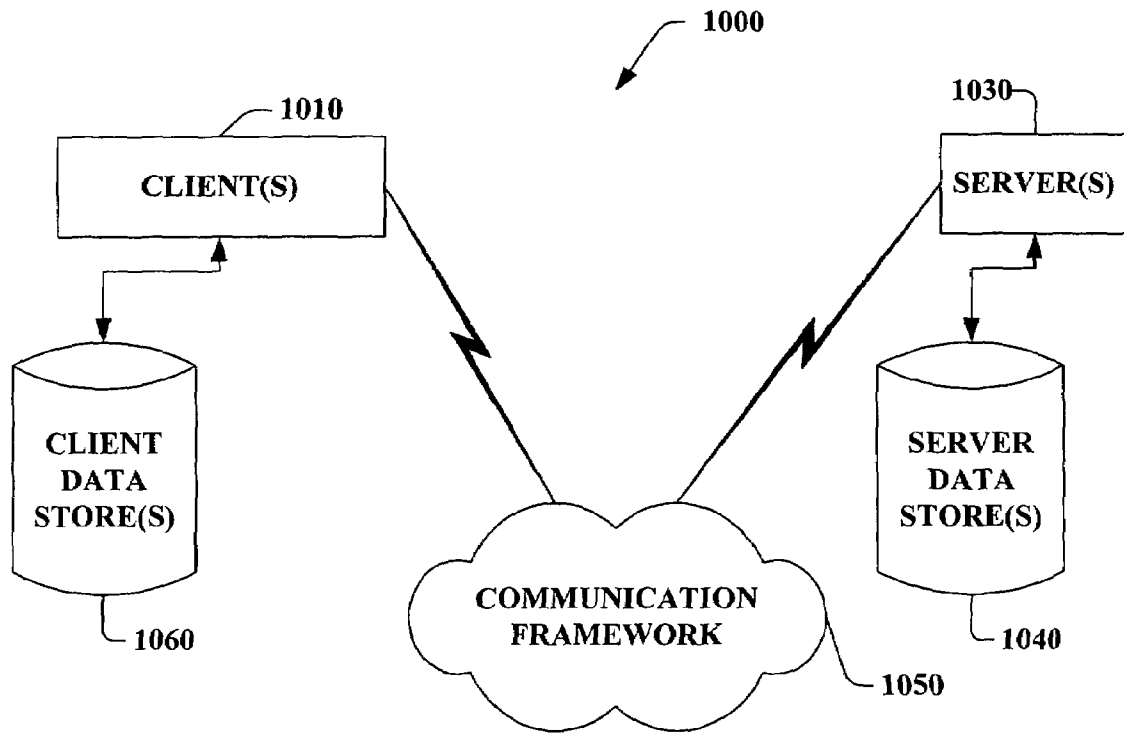 1000
1010
1030
CLIENT(S)
SERVER(S)
CLIENT
DATA
STORE(S)
SERVER
DATA
STORE(S)
COMMUNICATION
FRAMEWORK
1060
1040
1050